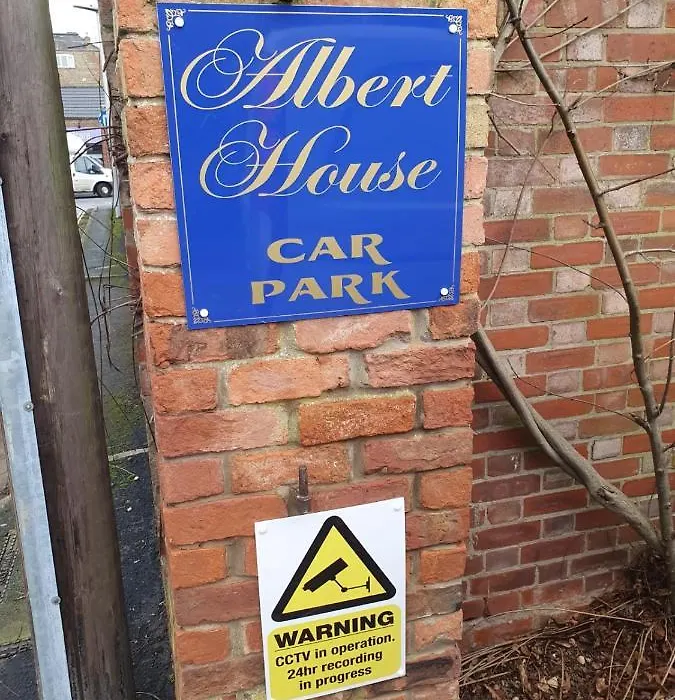 Albert
House
CAR
PARK
WARNING
CCTV in operation.
24hr recording
in progress